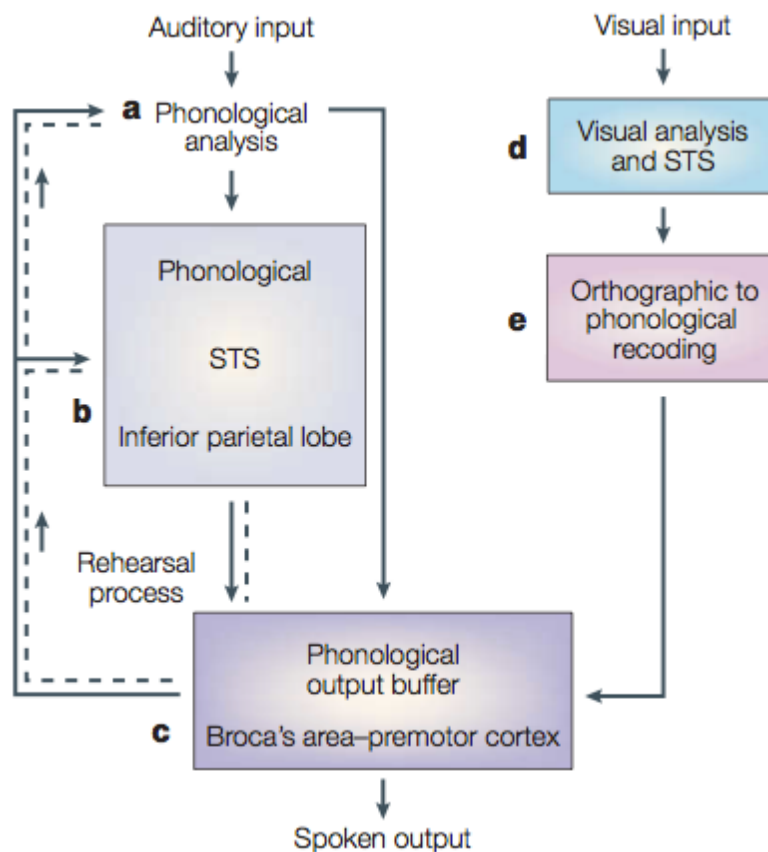 Auditory input
a
Phonological
analysis
Phonological
STS
b
Inferior parietal lobe
Rehearsal
process
Phonological
output buffer
c
Broca's area–premotor cortex
Spoken output
Visual input
d
Visual analysis
and STS
e
Orthographic to
phonological
recoding